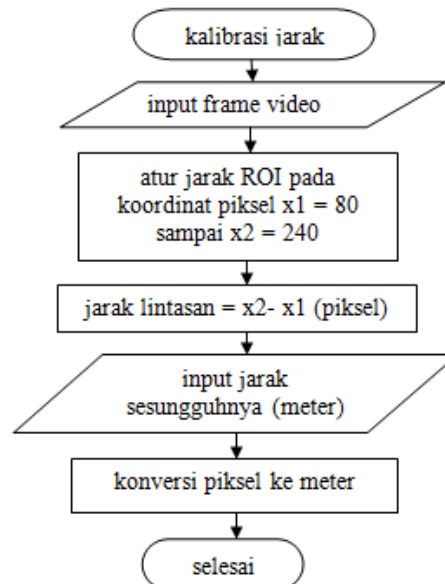 kalibrasi jarak
input frame video
atur jarak ROI pada
koordinat piksel x1 = 80
sampai x2 = 240
jarak lintasan = x2- x1 (piksel)
input jarak
sesungguhnya (meter)
konversi piksel ke meter
selesai